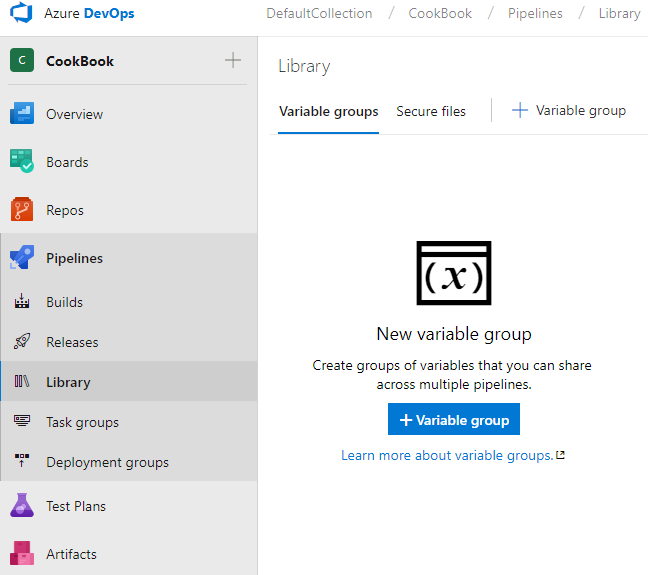 Azure DevOps
DefaultCollection / CookBook / Pipelines / Library
C CookBook
Overview
Boards
Repos
Pipelines
Builds
Releases
Library
Task groups
Deployment groups
Test Plans
Artifacts
Library
Variable groups Secure files + Variable group
(x)
New variable group
Create groups of variables that you can share
across multiple pipelines.
+ Variable group
Learn more about variable groups.